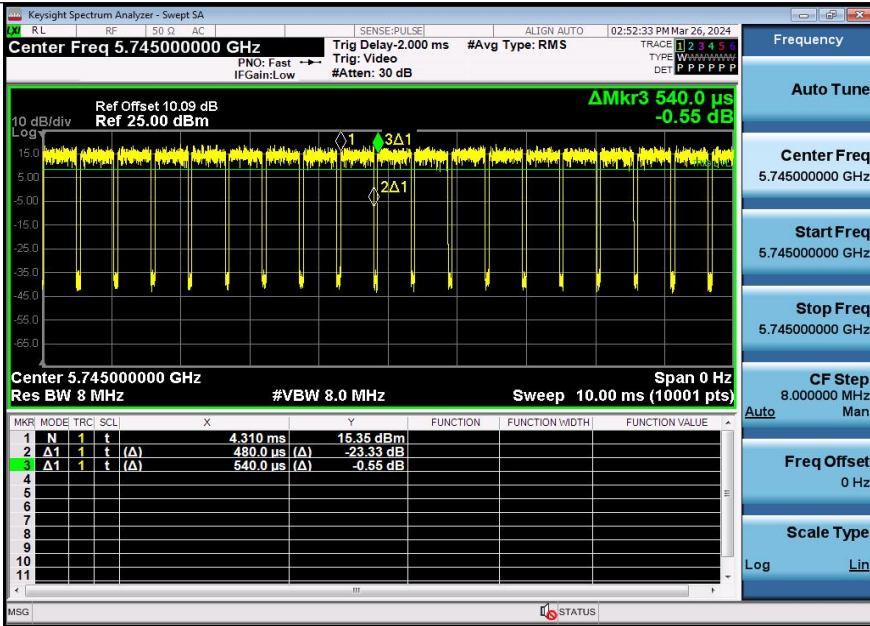 Keysight Spectrum Analyzer - Swept SA
LXI RL RF 50 Ω AC SENSE:PULSE ALIGN AUTO 02:52:33 PM Mar 26, 2024
Center Freq 5.745000000 GHz
PNO: Fast
IFGain:Low
Trig Delay-2.000 ms
Trig: Video
#Atten: 30 dB
#Avg Type: RMS
TRACE 1 2 3 4 5 6
TYPE WWWWWW
DET P P P P P P
ΔMkr3 540.0 µs
-0.55 dB
Ref Offset 10.09 dB
10 dB/div Ref 25.00 dBm
Log
1 3Δ1
15.0
5.00
2Δ1
-5.00
-15.0
-25.0
-35.0
-45.0
-55.0
-65.0
Center 5.745000000 GHz Span 0 Hz
Res BW 8 MHz #VBW 8.0 MHz Sweep 10.00 ms (10001 pts)
MKR MODE TRC SCL X Y FUNCTION FUNCTION WIDTH FUNCTION VALUE
1 N 1 t 4.310 ms 15.35 dBm
2 Δ1 1 t (Δ) 480.0 µs (Δ) -23.33 dB
3 Δ1 1 t (Δ) 540.0 µs (Δ) -0.55 dB
4
5
6
7
8
9
10
11
MSG STATUS
Frequency
Auto Tune
Center Freq
5.745000000 GHz
Start Freq
5.745000000 GHz
Stop Freq
5.745000000 GHz
CF Step
8.000000 MHz
Auto Man
Freq Offset
0 Hz
Scale Type
Log Lin